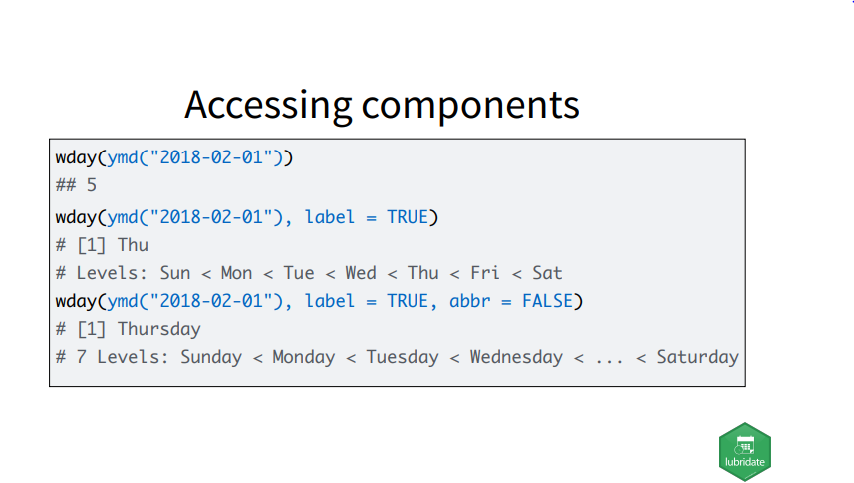 Accessing components
wday(ymd("2018-02-01"))
## 5
wday(ymd("2018-02-01"), label = TRUE)
# [1] Thu
# Levels: Sun < Mon < Tue < Wed < Thu < Fri < Sat
wday(ymd("2018-02-01"), label = TRUE, abbr = FALSE)
# [1] Thursday
# 7 Levels: Sunday < Monday < Tuesday < Wednesday < ... < Saturday
lubridate